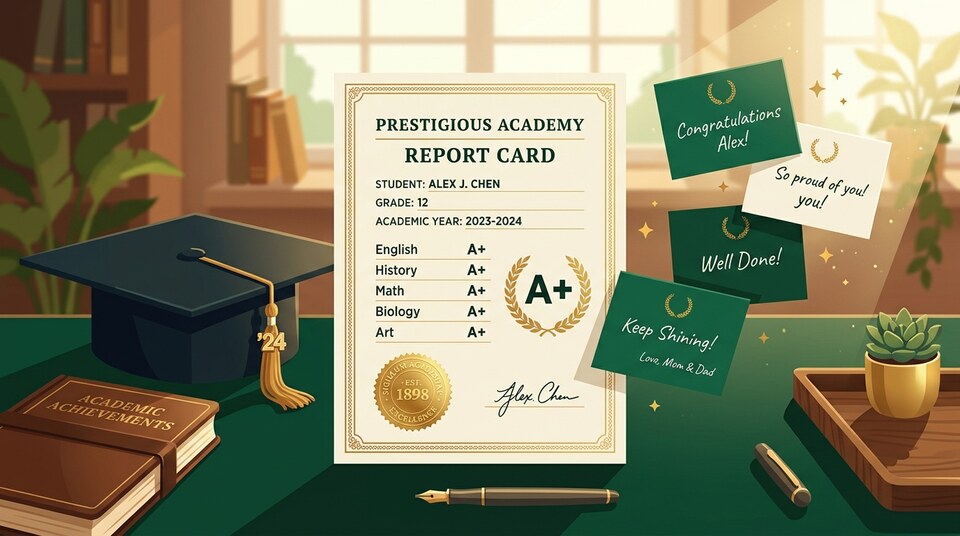 PRESTIGIOUS ACADEMY
REPORT CARD
STUDENT: ALEX J. CHEN
GRADE: 12
ACADEMIC YEAR: 2023-2024
English A+
History A+
Math A+
Biology A+
Art A+
A+
EST.
1898
EXCELLENCE
Alex. Chen
Congratulations
Alex!
So proud of you!
you!
Well Done!
Keep Shining!
Love, Mom & Dad
'24
ACADEMIC
ACHIEVEMENTS